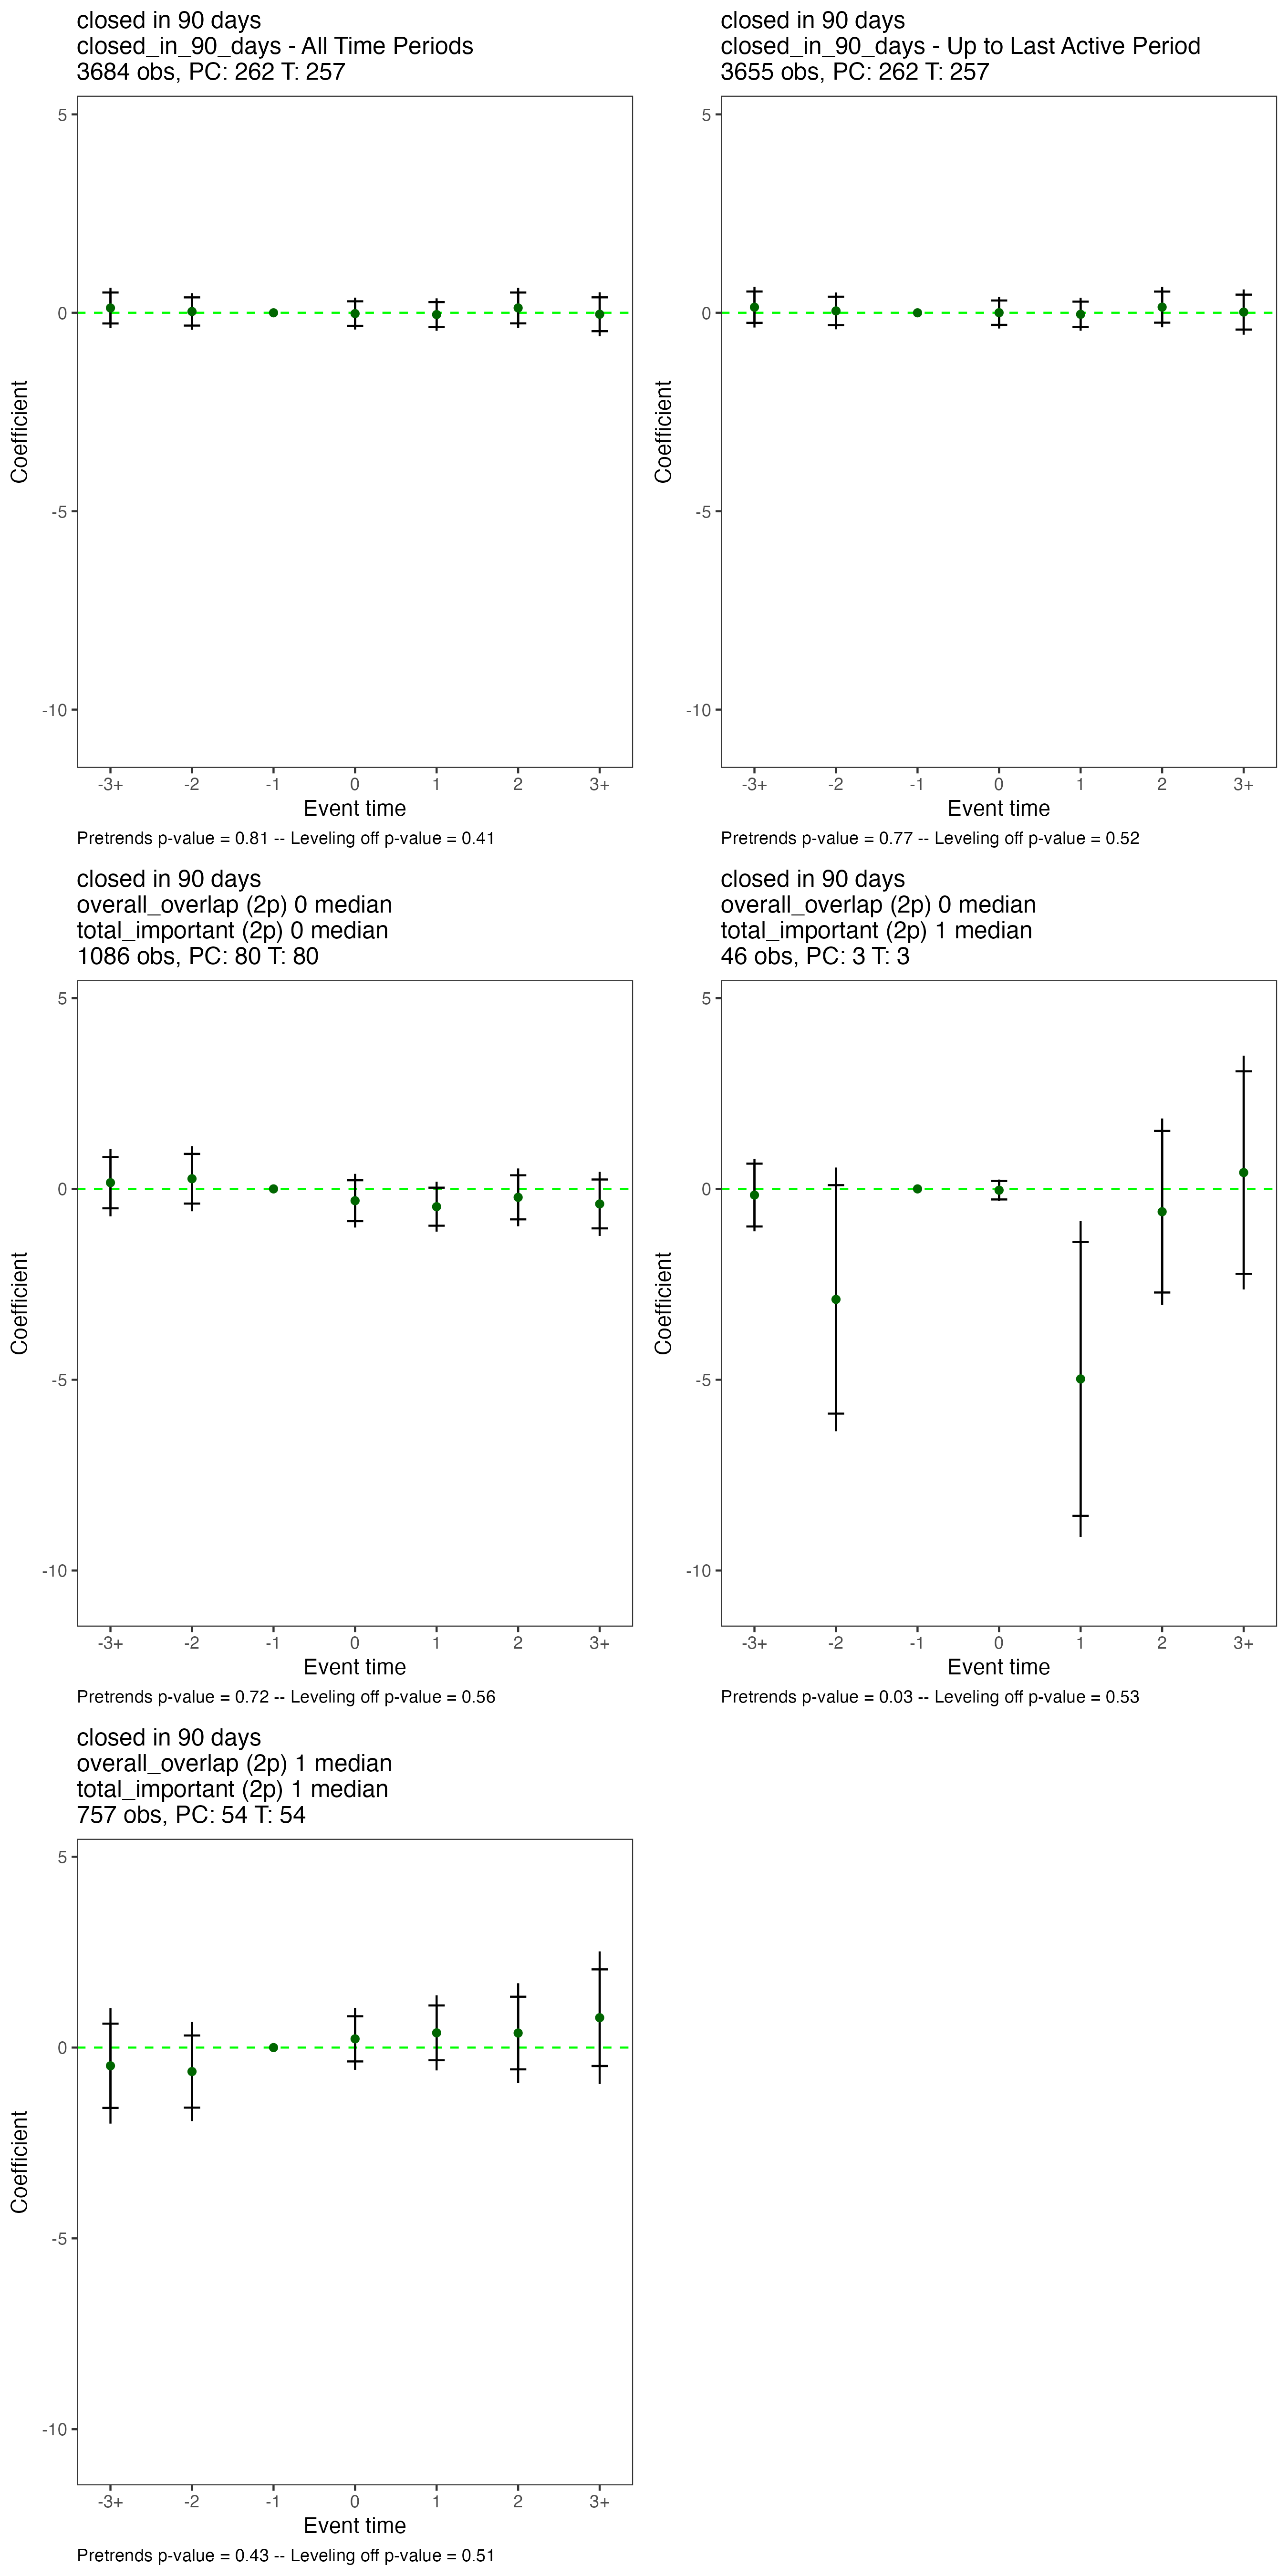 closed in 90 days
closed_in_90_days - All Time Periods
3684 obs, PC: 262 T: 257
5
0
-5
-10
Coefficient
-3+ -2 -1 0 1 2 3+
Event time
Pretrends p-value = 0.81 -- Leveling off p-value = 0.41
closed in 90 days
closed_in_90_days - Up to Last Active Period
3655 obs, PC: 262 T: 257
5
0
-5
-10
Coefficient
-3+ -2 -1 0 1 2 3+
Event time
Pretrends p-value = 0.77 -- Leveling off p-value = 0.52
closed in 90 days
overall_overlap (2p) 0 median
total_important (2p) 0 median
1086 obs, PC: 80 T: 80
5
0
-5
-10
Coefficient
-3+ -2 -1 0 1 2 3+
Event time
Pretrends p-value = 0.72 -- Leveling off p-value = 0.56
closed in 90 days
overall_overlap (2p) 0 median
total_important (2p) 1 median
46 obs, PC: 3 T: 3
5
0
-5
-10
Coefficient
-3+ -2 -1 0 1 2 3+
Event time
Pretrends p-value = 0.03 -- Leveling off p-value = 0.53
closed in 90 days
overall_overlap (2p) 1 median
total_important (2p) 1 median
757 obs, PC: 54 T: 54
5
0
-5
-10
Coefficient
-3+ -2 -1 0 1 2 3+
Event time
Pretrends p-value = 0.43 -- Leveling off p-value = 0.51